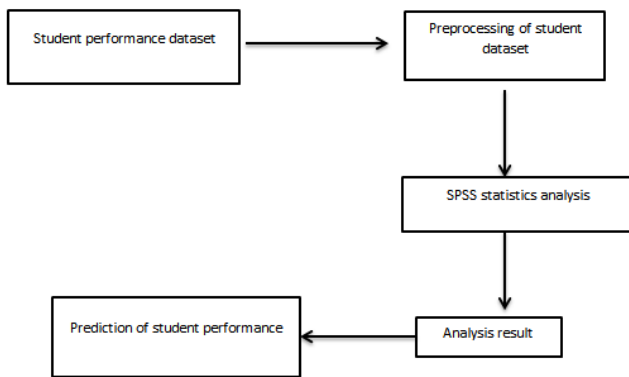 Student performance dataset
Preprocessing of student
dataset
SPSS statistics analysis
Analysis result
Prediction of student performance